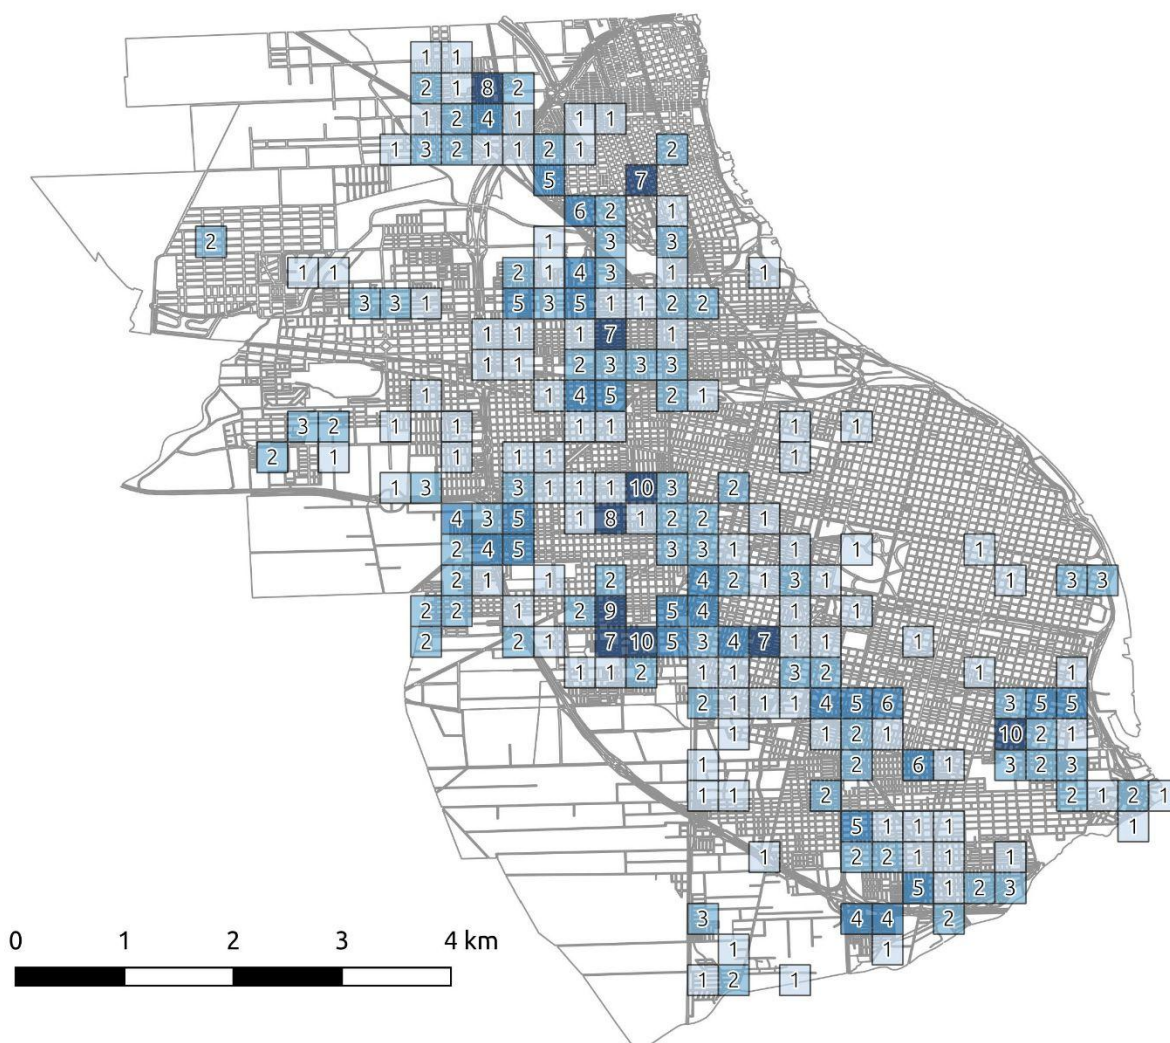 1 1
2 1 8 2
1 2 4 1 1 1
1 3 2 1 1 2 1 2
5 7
6 2 1
2 1 3 3
1 1 2 1 4 3 1 1
3 3 1 5 3 5 1 1 2 2
1 1 1 7 1
1 1 2 3 3 3
1 1 4 5 2 1
3 2 1 1 1 1 1 1
2 1 1 1 1 1
1 3 3 1 1 1 10 3 2
4 3 5 1 8 1 2 2 1
2 4 5 3 3 1 1 1 1
2 1 1 2 4 2 1 3 1 1 3 3
2 2 1 2 9 5 4 1 1
2 2 1 7 10 5 3 4 7 1 1 1
1 1 2 1 1 3 2 1 1
2 1 1 1 4 5 6 3 5 5
1 1 2 1 10 2 1
1 2 6 1 3 2 3
1 1 2 2 1 2 1
5 1 1 1 1
1 2 2 1 1 1
5 1 2 3
3 4 4 2
1 1
1 2 1
0 1 2 3 4 km